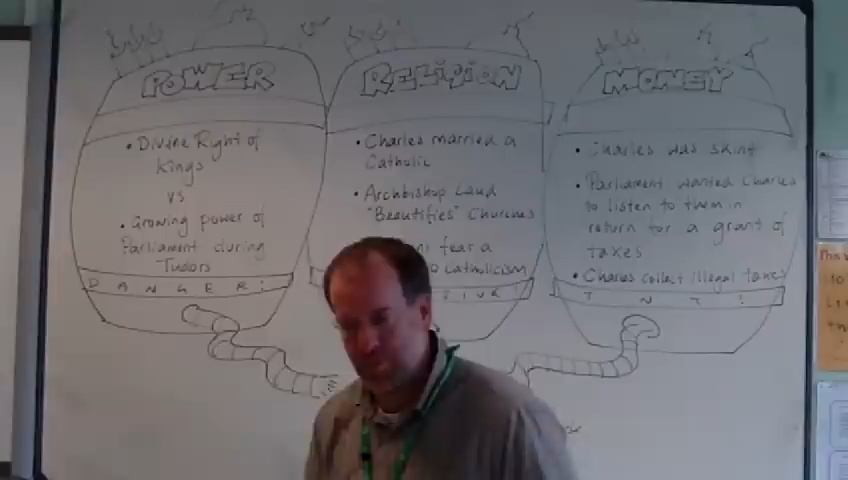 POWER
• Divine Right of
Kings
vs
• Growing power of
Parliament during
Tudors
DANGER!
RELIGION
• Charles married a
Catholic
• Archbishop Laud
"Beautifies" Churches
fear a
to Catholicism
MONEY
• Charles was skint
• Parliament wanted Charles
to listen to them in
return for a grant of
taxes
• Charles collect illegal taxes
T N T !